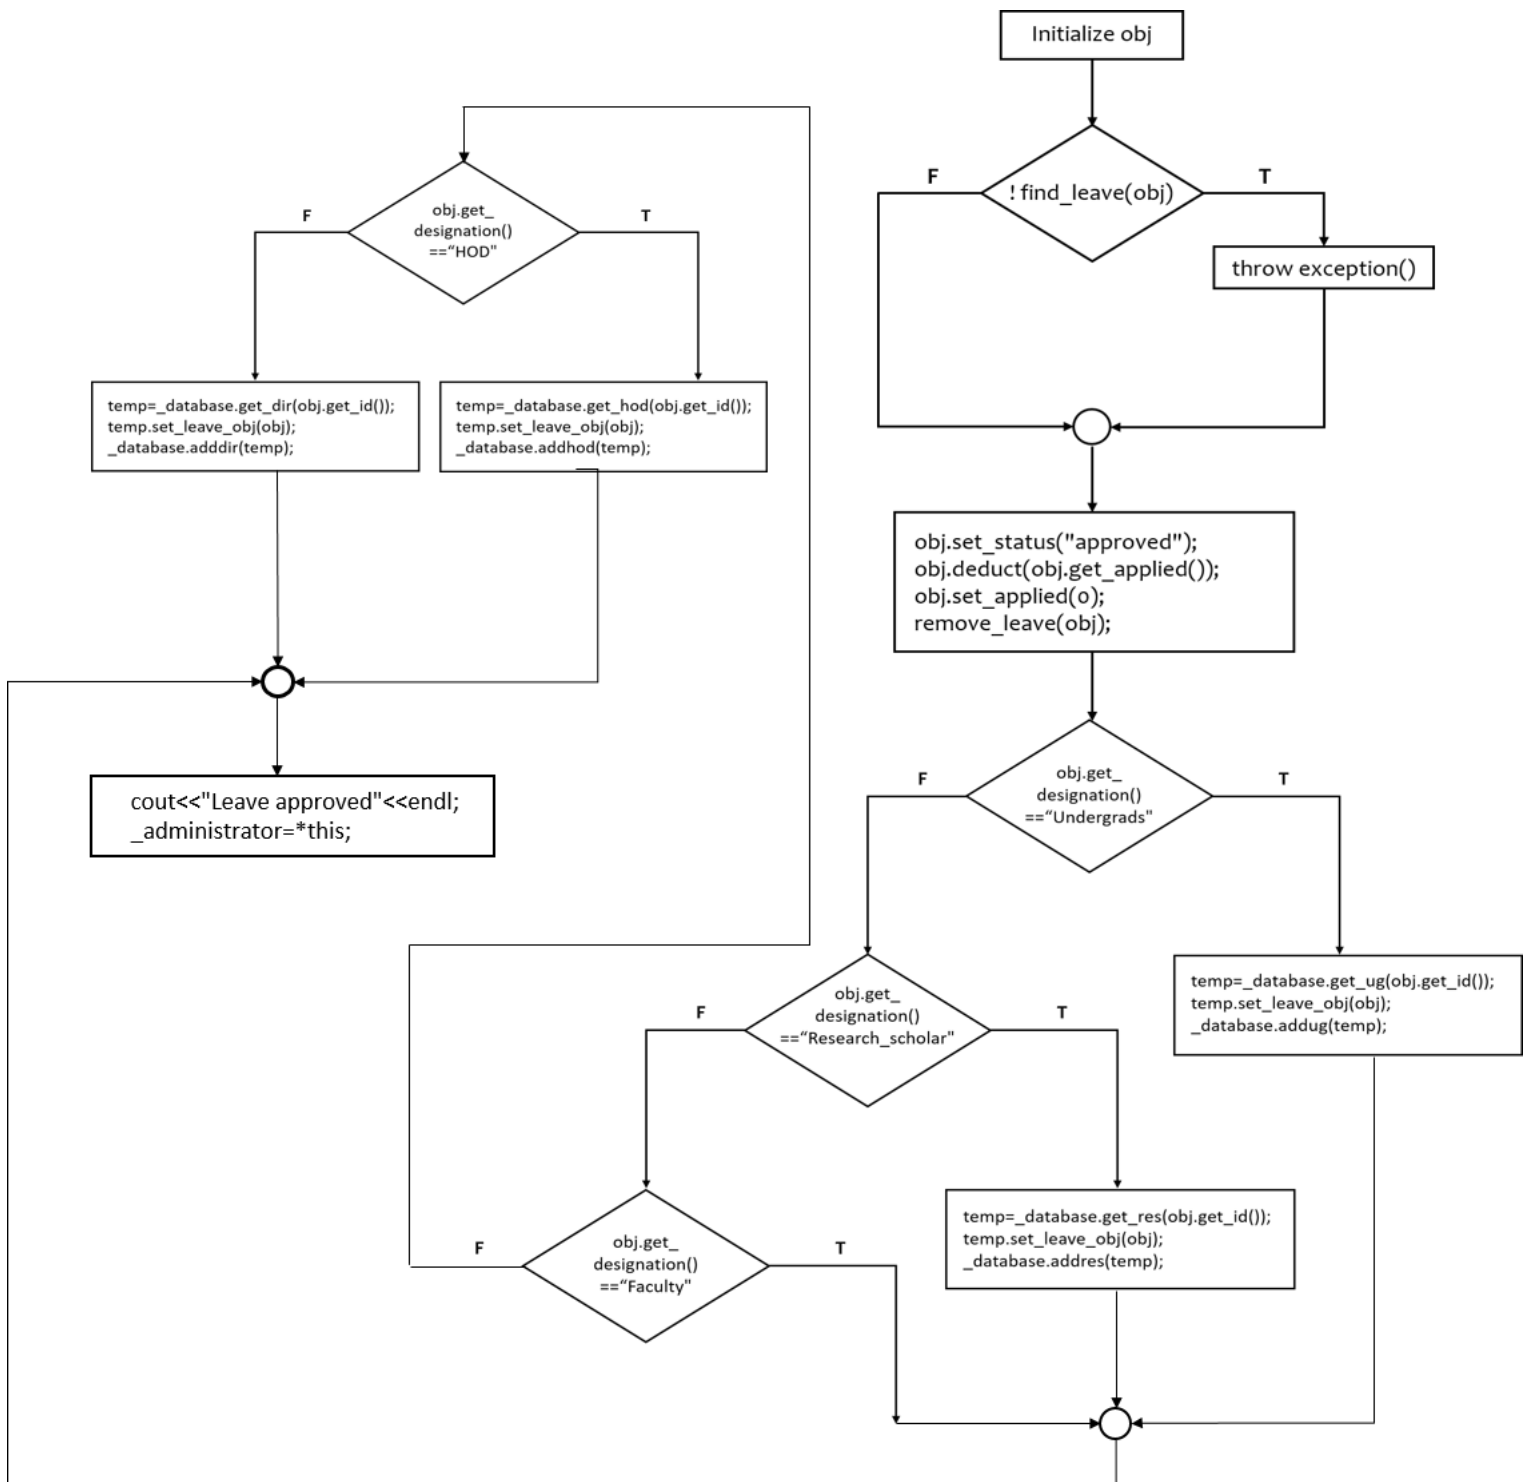 Initialize obj
! find_leave(obj)
F
T
throw exception()
obj.set_status("approved");
obj.deduct(obj.get_applied());
obj.set_applied(0);
remove_leave(obj);
obj.get_
designation()
=="Undergrads"
F
T
temp=_database.get_ug(obj.get_id());
temp.set_leave_obj(obj);
_database.addug(temp);
obj.get_
designation()
=="Research_scholar"
F
T
temp=_database.get_res(obj.get_id());
temp.set_leave_obj(obj);
_database.addres(temp);
obj.get_
designation()
=="Faculty"
F
T
obj.get_
designation()
=="HOD"
F
T
temp=_database.get_dir(obj.get_id());
temp.set_leave_obj(obj);
_database.adddir(temp);
temp=_database.get_hod(obj.get_id());
temp.set_leave_obj(obj);
_database.addhod(temp);
cout<<"Leave approved"<<endl;
_administrator=*this;